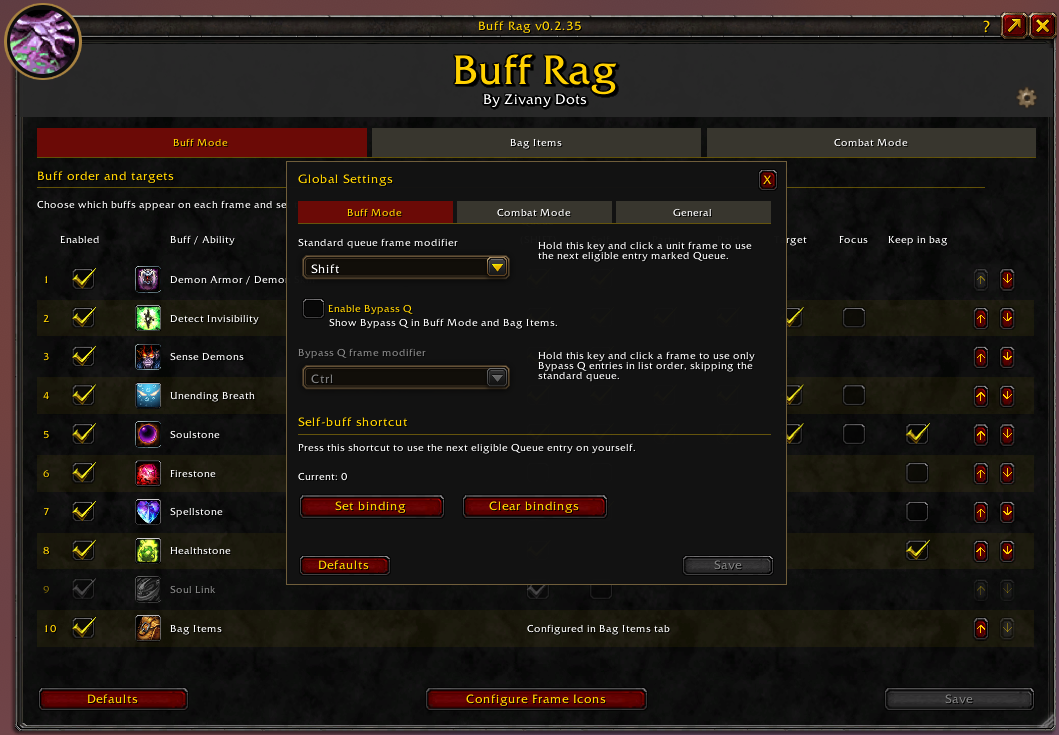 Buff Rag v0.2.35
?
Buff Rag
By Zivany Dots
Buff Mode
Bag Items
Combat Mode
Buff order and targets
Choose which buffs appear on each frame and se
Enabled
Buff / Ability
rget
Focus
Keep in bag
1
Demon Armor / Demo
2
Detect Invisibility
3
Sense Demons
4
Unending Breath
5
Soulstone
6
Firestone
7
Spellstone
8
Healthstone
9
Soul Link
10
Bag Items
Configured in Bag Items tab
Global Settings
X
Buff Mode
Combat Mode
General
Standard queue frame modifier
Shift
Hold this key and click a unit frame to use
the next eligible entry marked Queue.
Enable Bypass Q
Show Bypass Q in Buff Mode and Bag Items.
Bypass Q frame modifier
Ctrl
Hold this key and click a frame to use only
Bypass Q entries in list order, skipping the
standard queue.
Self-buff shortcut
Press this shortcut to use the next eligible Queue entry on yourself.
Current: 0
Set binding
Clear bindings
Defaults
Save
Defaults
Configure Frame Icons
Save